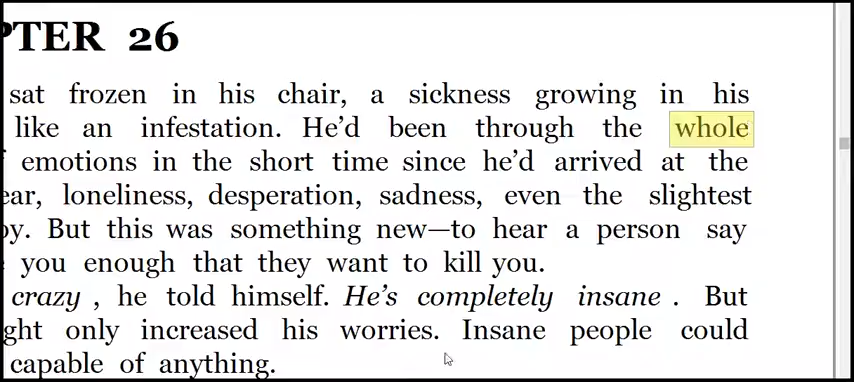 PTER 26
sat frozen in his chair, a sickness growing in his
like an infestation. He’d been through the whole
emotions in the short time since he’d arrived at the
ear, loneliness, desperation, sadness, even the slightest
oy. But this was something new—to hear a person say
you enough that they want to kill you.
crazy , he told himself. He’s completely insane . But
ght only increased his worries. Insane people could
capable of anything.